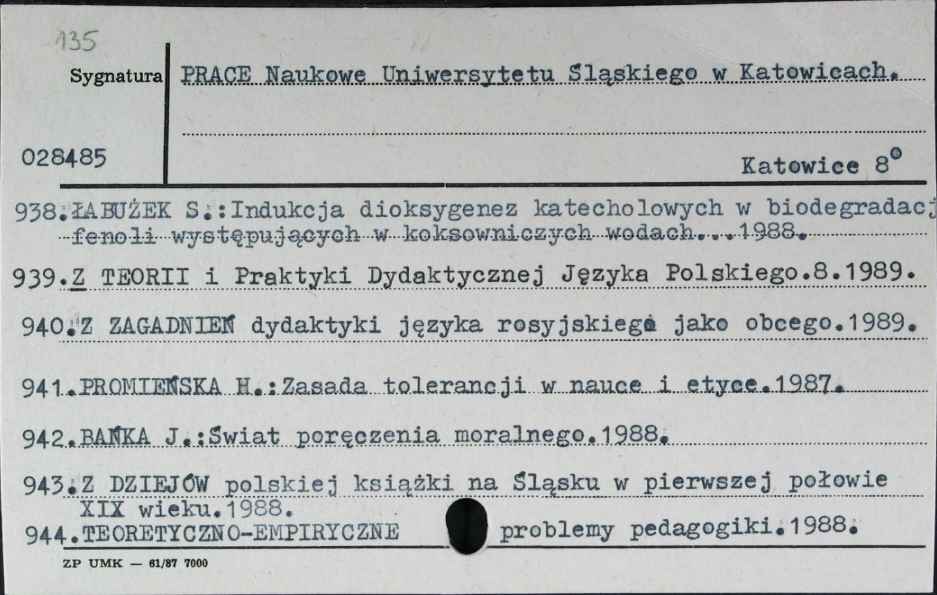 135
Sygnatura PRACE Naukowe Uniwersytetu Śląskiego w Katowicach.
028485
Katowice 8°
938.ŁABUŻEK S.:Indukcja dioksygenez katecholowych w biodegradacj
fenoli występujących w koksowniczych wodach...1988.
939.Z TEORII i Praktyki Dydaktycznej Języka Polskiego.8.1989.
940.Z ZAGADNIEŃ dydaktyki języka rosyjskiego jako obcego.1989.
941.PROMIEŃSKA H.:Zasada tolerancji w nauce i etyce.1987.
942.BAŃKA J.:Świat poręczenia moralnego.1988.
943.Z DZIEJÓW polskiej książki na Śląsku w pierwszej połowie
XIX wieku.1988.
944.TEORETYCZNO-EMPIRYCZNE problemy pedagogiki.1988.
ZP UMK — 61/87 7000